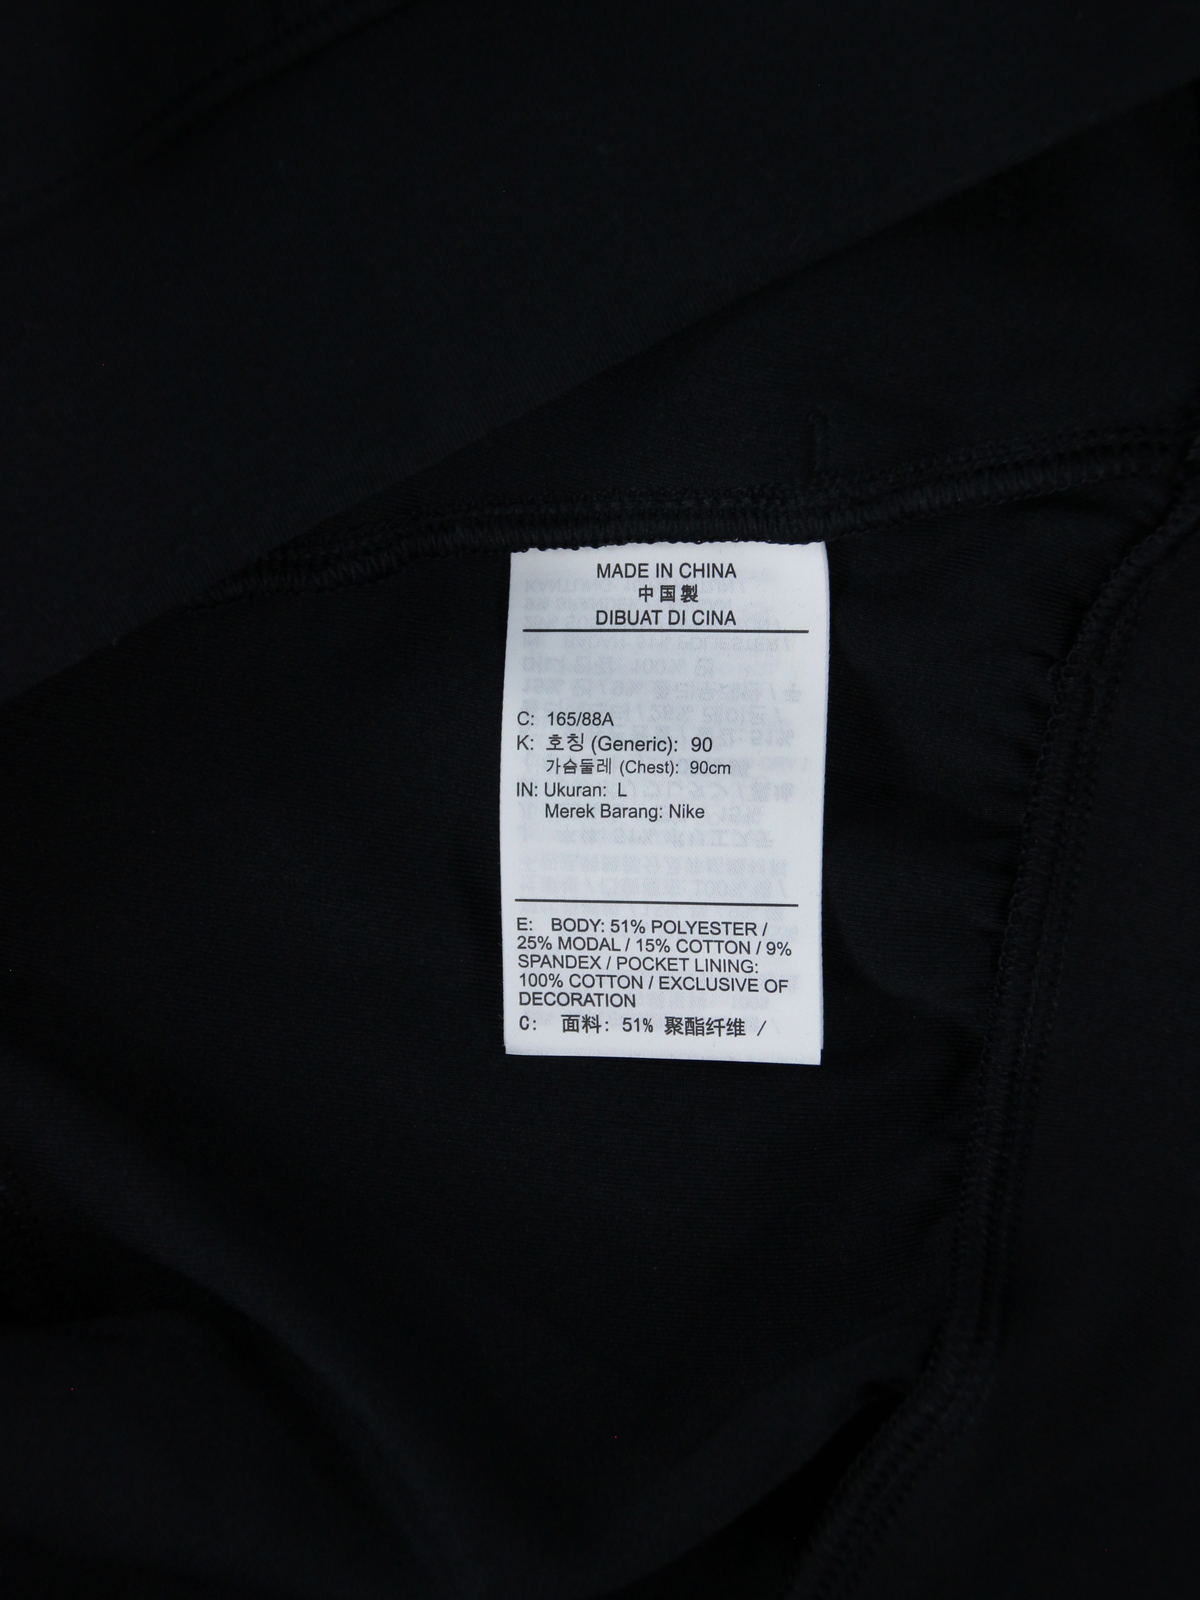 MADE IN CHINA
中国製
DIBUAT DI CINA
C: 165/88A
K: 호칭 (Generic): 90
가슴둘레 (Chest): 90cm
IN: Ukuran: L
Merek Barang: Nike
E: BODY: 51% POLYESTER /
25% MODAL / 15% COTTON / 9%
SPANDEX / POCKET LINING:
100% COTTON / EXCLUSIVE OF
DECORATION
C: 面料: 51% 聚酯纤维 /